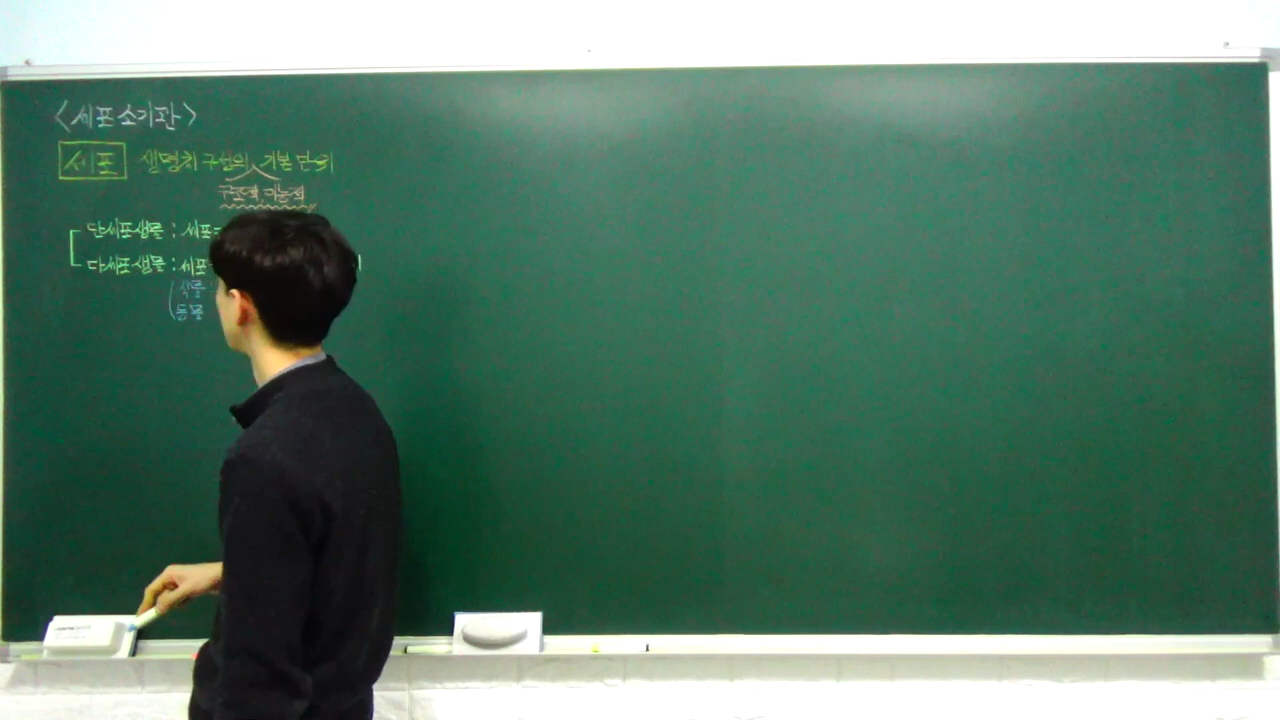 <세포 소기관>
세포 생명체 구성의 기본 단위
구조적, 기능적
단세포생물 : 세포
다세포생물 : 세포
식물
동물